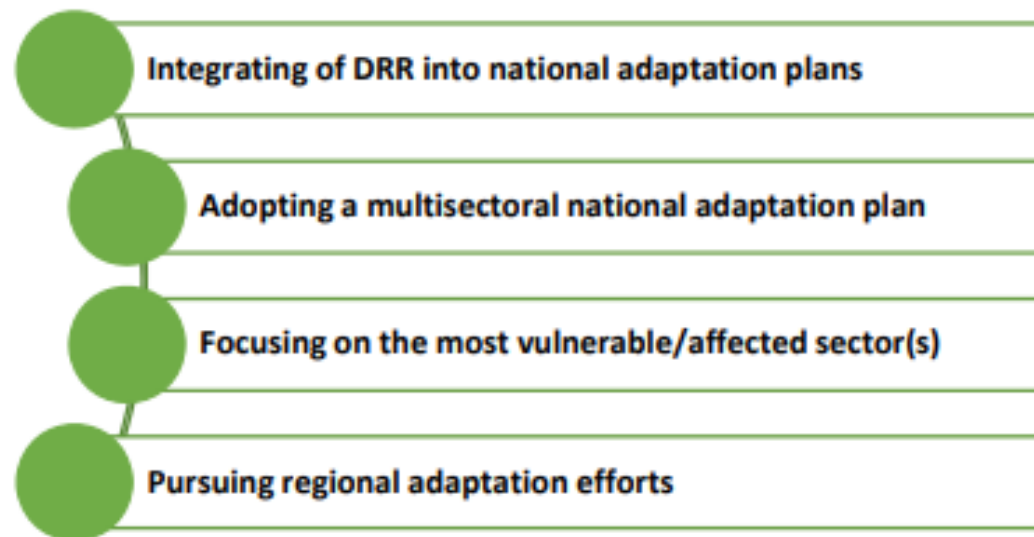 Integrating of DRR into national adaptation plans
Adopting a multisectoral national adaptation plan
Focusing on the most vulnerable/affected sector(s)
Pursuing regional adaptation efforts